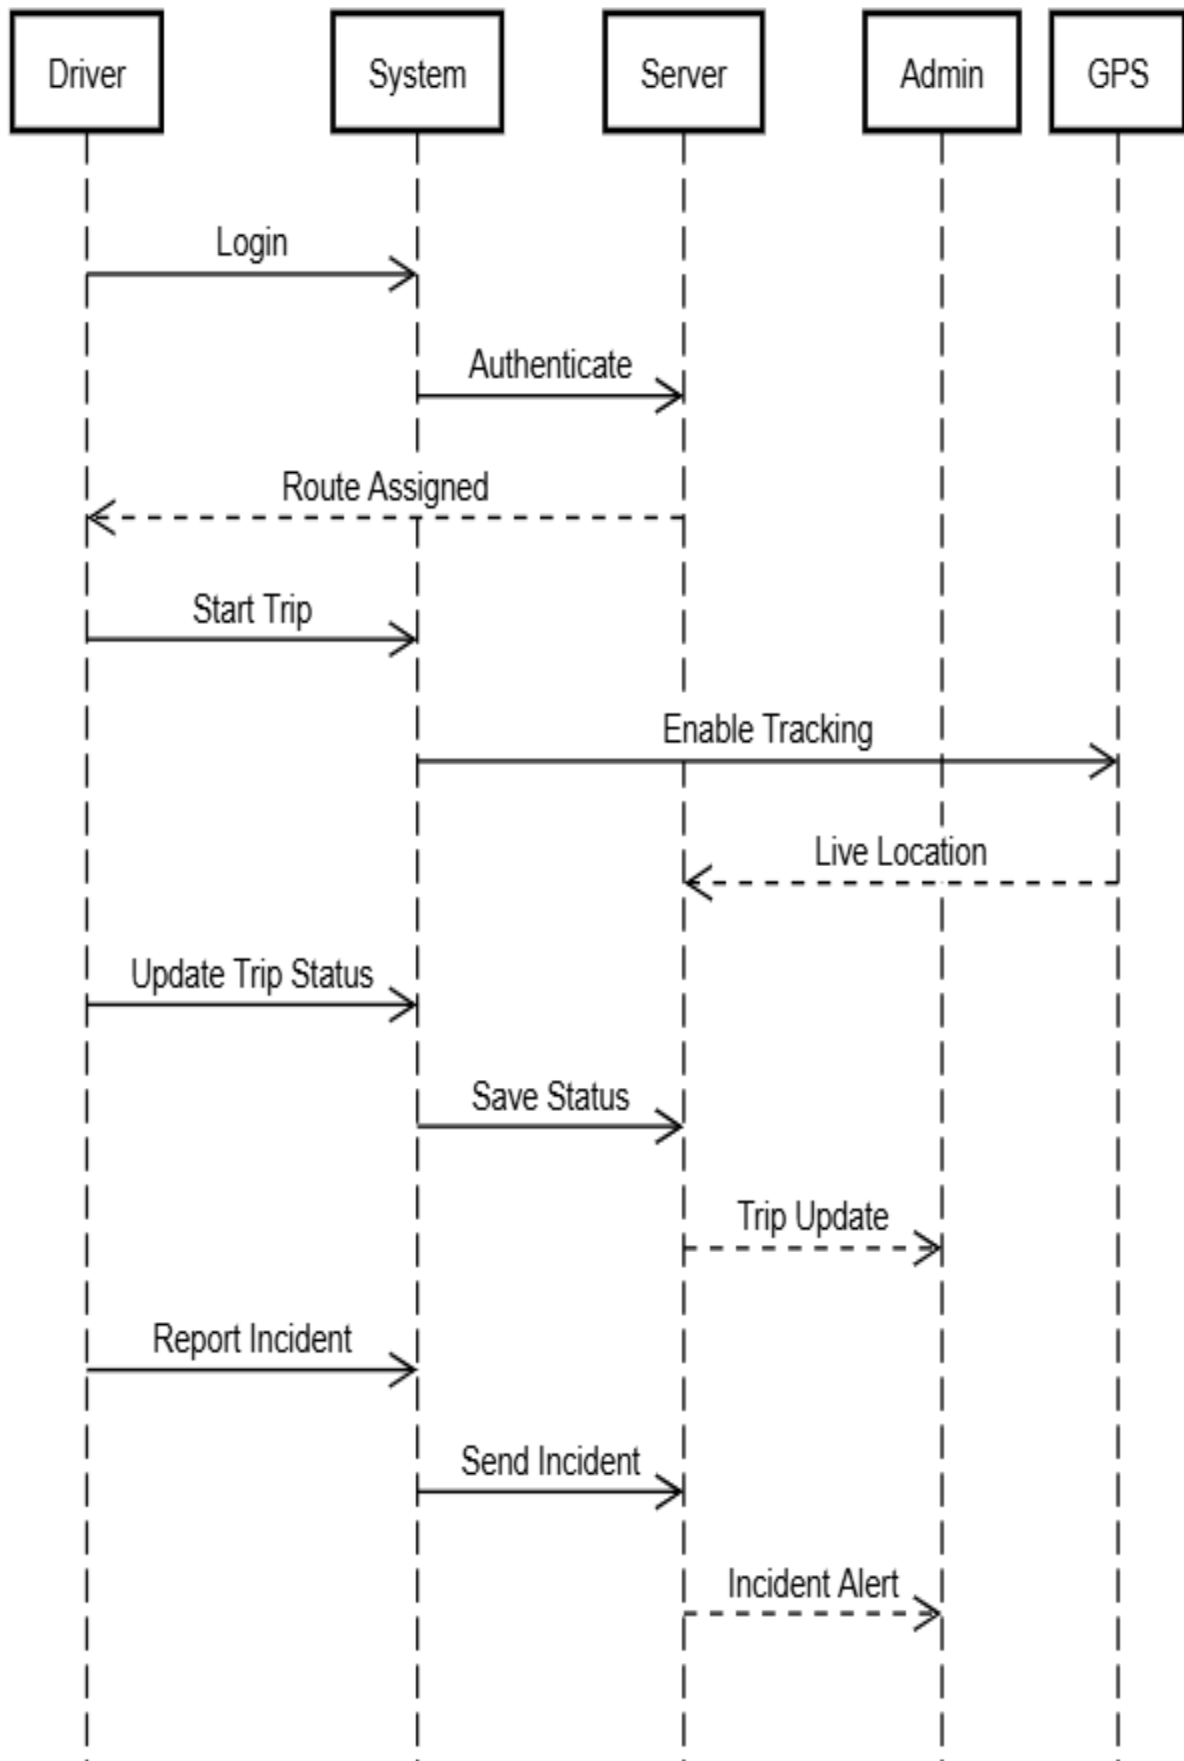 Driver
System
Server
Admin
GPS
Login
Authenticate
Route Assigned
Start Trip
Enable Tracking
Live Location
Update Trip Status
Save Status
Trip Update
Report Incident
Send Incident
Incident Alert